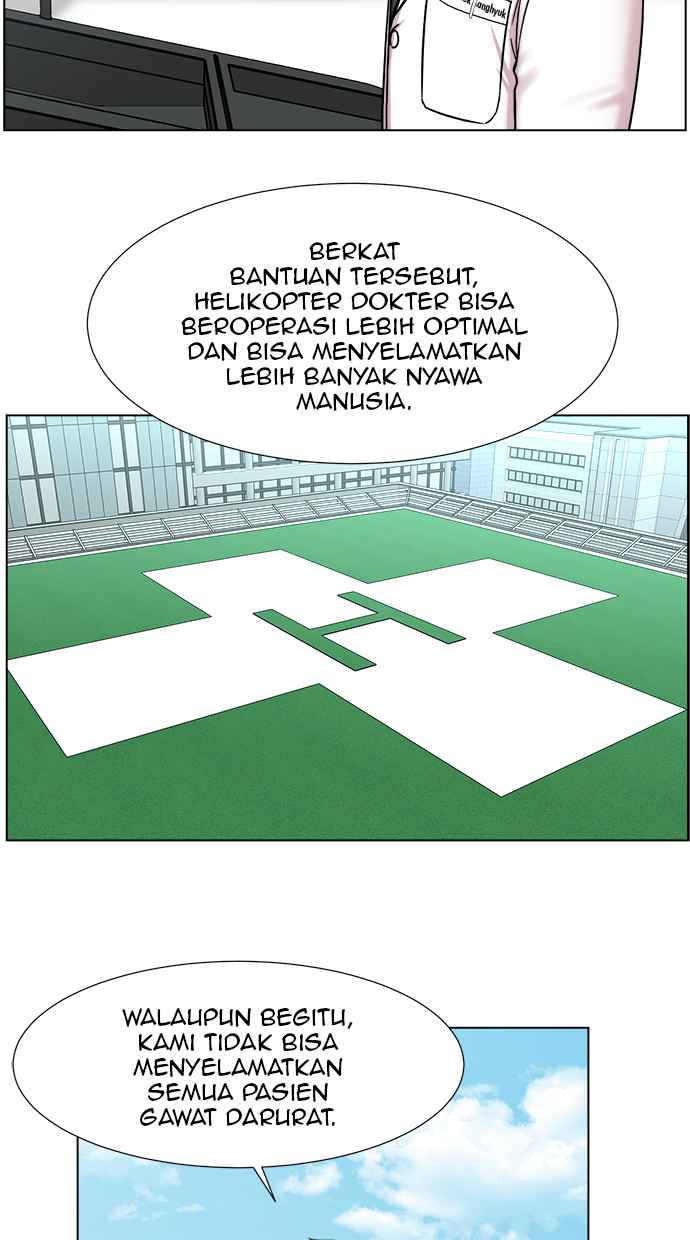 anghyuk
BERKAT
BANTUAN TERSEBUT,
HELIKOPTER DOKTER BISA
BEROPERASI LEBIH OPTIMAL
DAN BISA MENYELAMATKAN
LEBIH BANYAK NYAWA
MANUSIA.
H
WALAUPUN BEGITU,
KAMI TIDAK BISA
MENYELAMATKAN
SEMUA PASIEN
GAWAT DARURAT.